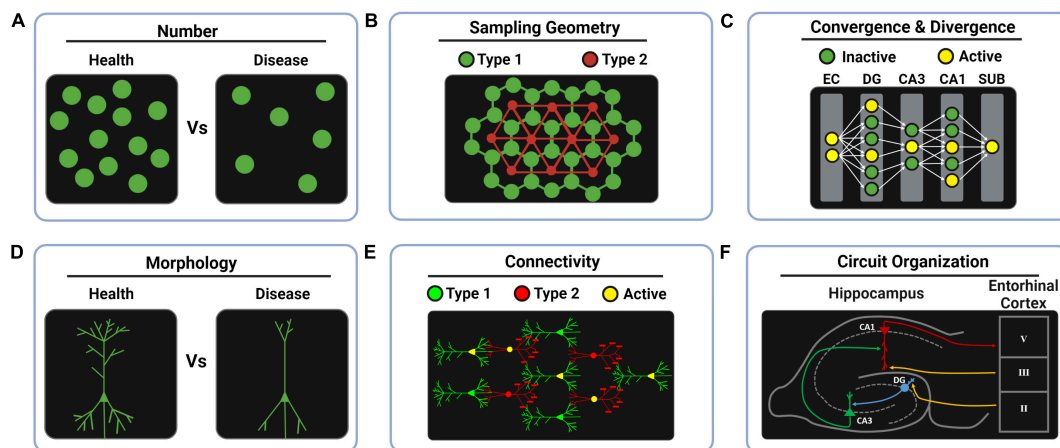 A
Number
Health
Disease
Vs
B
Sampling Geometry
Type 1
Type 2
C
Convergence & Divergence
Inactive
Active
EC
DG
CA3
CA1
SUB
D
Morphology
Health
Disease
Vs
E
Connectivity
Type 1
Type 2
Active
F
Circuit Organization
Hippocampus
Entorhinal
Cortex
CA1
DG
CA3
V
III
II